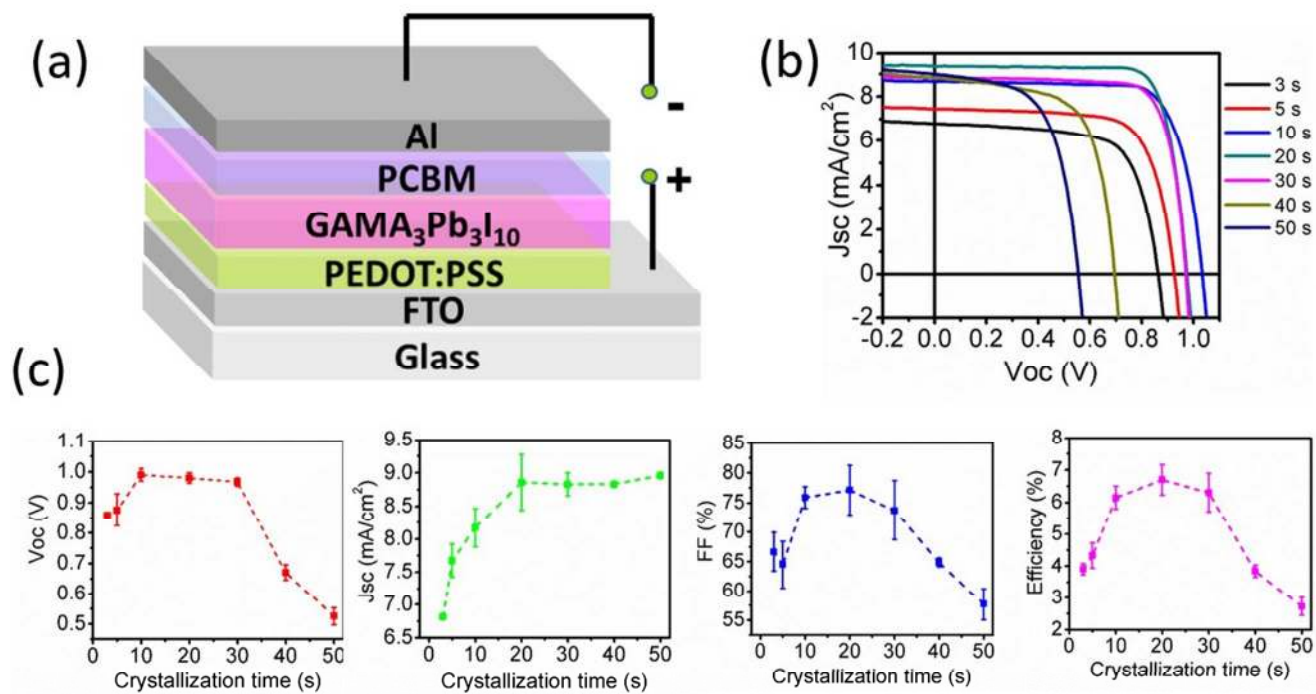 (a)
-
+
Al
PCBM
GAMA₃Pb₃I₁₀
PEDOT:PSS
FTO
Glass
(b)
Jsc (mA/cm²)
10
8
6
4
2
0
-2
-0.2 0.0 0.2 0.4 0.6 0.8 1.0
Voc (V)
3 s
5 s
10 s
20 s
30 s
40 s
50 s
(c)
Voc (V)
1.1
1.0
0.9
0.8
0.7
0.6
0.5
0 10 20 30 40 50
Crystallization time (s)
Jsc (mA/cm²)
9.5
9.0
8.5
8.0
7.5
7.0
6.5
0 10 20 30 40 50
Crystallization time (s)
FF (%)
85
80
75
70
65
60
55
0 10 20 30 40 50
Crystallization time (s)
Efficiency (%)
8
7
6
5
4
3
2
0 10 20 30 40 50
Crystallization time (s)